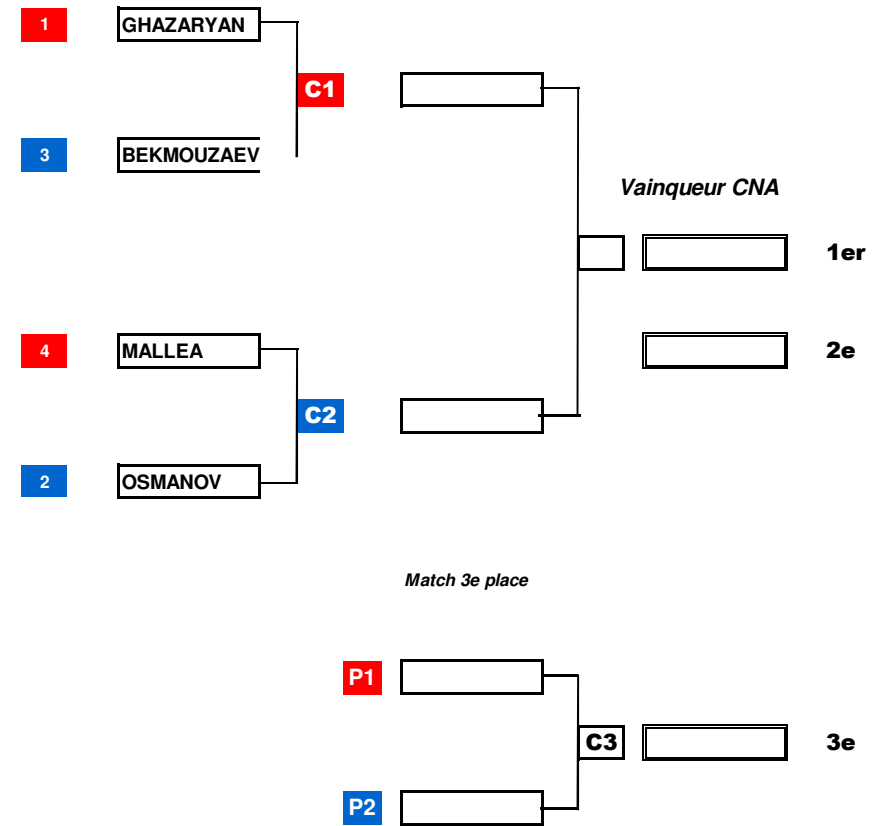 1 GHAZARYAN
C1
3 BEKMOUZAEV
Vainqueur CNA
1er
4 MALLEA
2e
C2
2 OSMANOV
Match 3e place
P1
C3 3e
P2